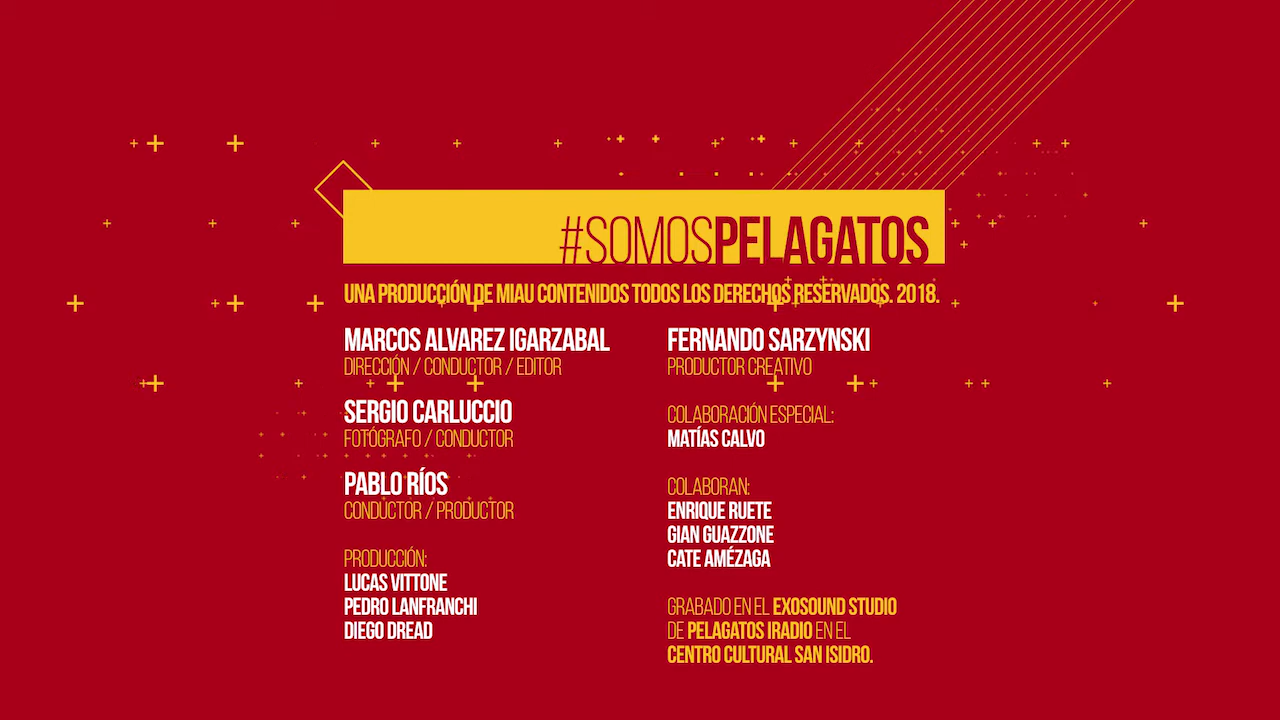 #SOMOSPELAGATOS
UNA PRODUCCIÓN DE MIAU CONTENIDOS TODOS LOS DERECHOS RESERVADOS. 2018.
MARCOS ALVAREZ IGARZABAL
DIRECCIÓN / CONDUCTOR / EDITOR
SERGIO CARLUCCIO
FOTÓGRAFO / CONDUCTOR
PABLO RÍOS
CONDUCTOR / PRODUCTOR
PRODUCCIÓN:
LUCAS VITTONE
PEDRO LANFRANCHI
DIEGO DREAD
FERNANDO SARZYNSKI
PRODUCTOR CREATIVO
COLABORACIÓN ESPECIAL:
MATÍAS CALVO
COLABORAN:
ENRIQUE RUETE
GIAN GUAZZONE
CATE AMÉZAGA
GRABADO EN EL EXOSOUND STUDIO
DE PELAGATOS IRADIO EN EL
CENTRO CULTURAL SAN ISIDRO.